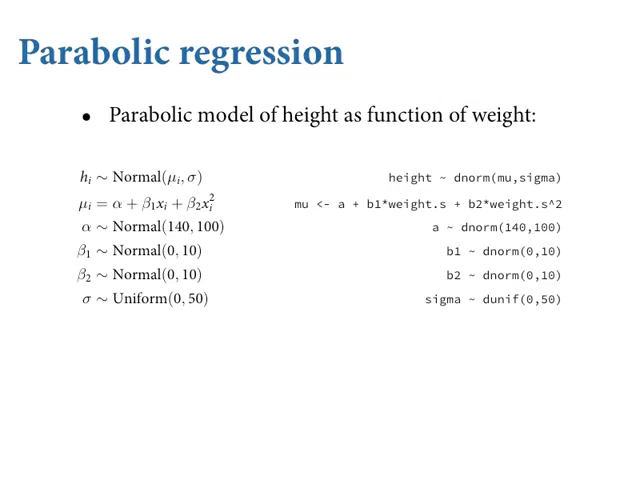 Parabolic regression
• Parabolic model of height as function of weight:
hᵢ ~ Normal(μᵢ, σ) height ~ dnorm(mu,sigma)
μᵢ = α + β₁xᵢ + β₂xᵢ² mu <- a + b1*weight.s + b2*weight.s^2
α ~ Normal(140, 100) a ~ dnorm(140,100)
β₁ ~ Normal(0, 10) b1 ~ dnorm(0,10)
β₂ ~ Normal(0, 10) b2 ~ dnorm(0,10)
σ ~ Uniform(0, 50) sigma ~ dunif(0,50)